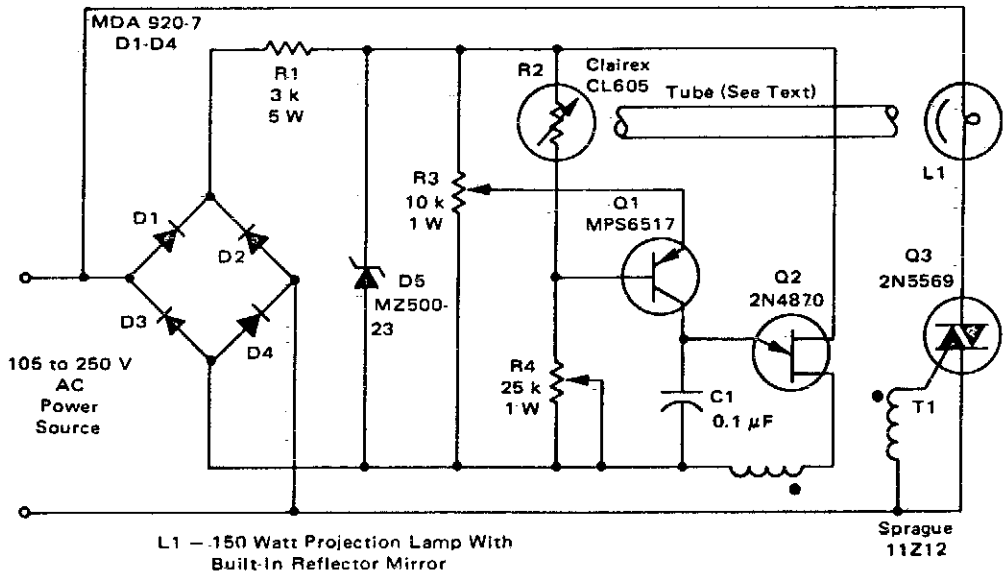 MDA 920-7
D1-D4
R1
3 k
5 W
R2
Clairex
CL605
Tube (See Text)
L1
R3
10 k
1 W
Q1
MPS6517
D1
D2
D3
D4
D5
MZ500-
23
Q2
2N4870
Q3
2N5569
105 to 250 V
AC
Power
Source
R4
25 k
1 W
C1
0.1 μF
T1
Sprague
11Z12
L1 – 150 Watt Projection Lamp With
Built-In Reflector Mirror